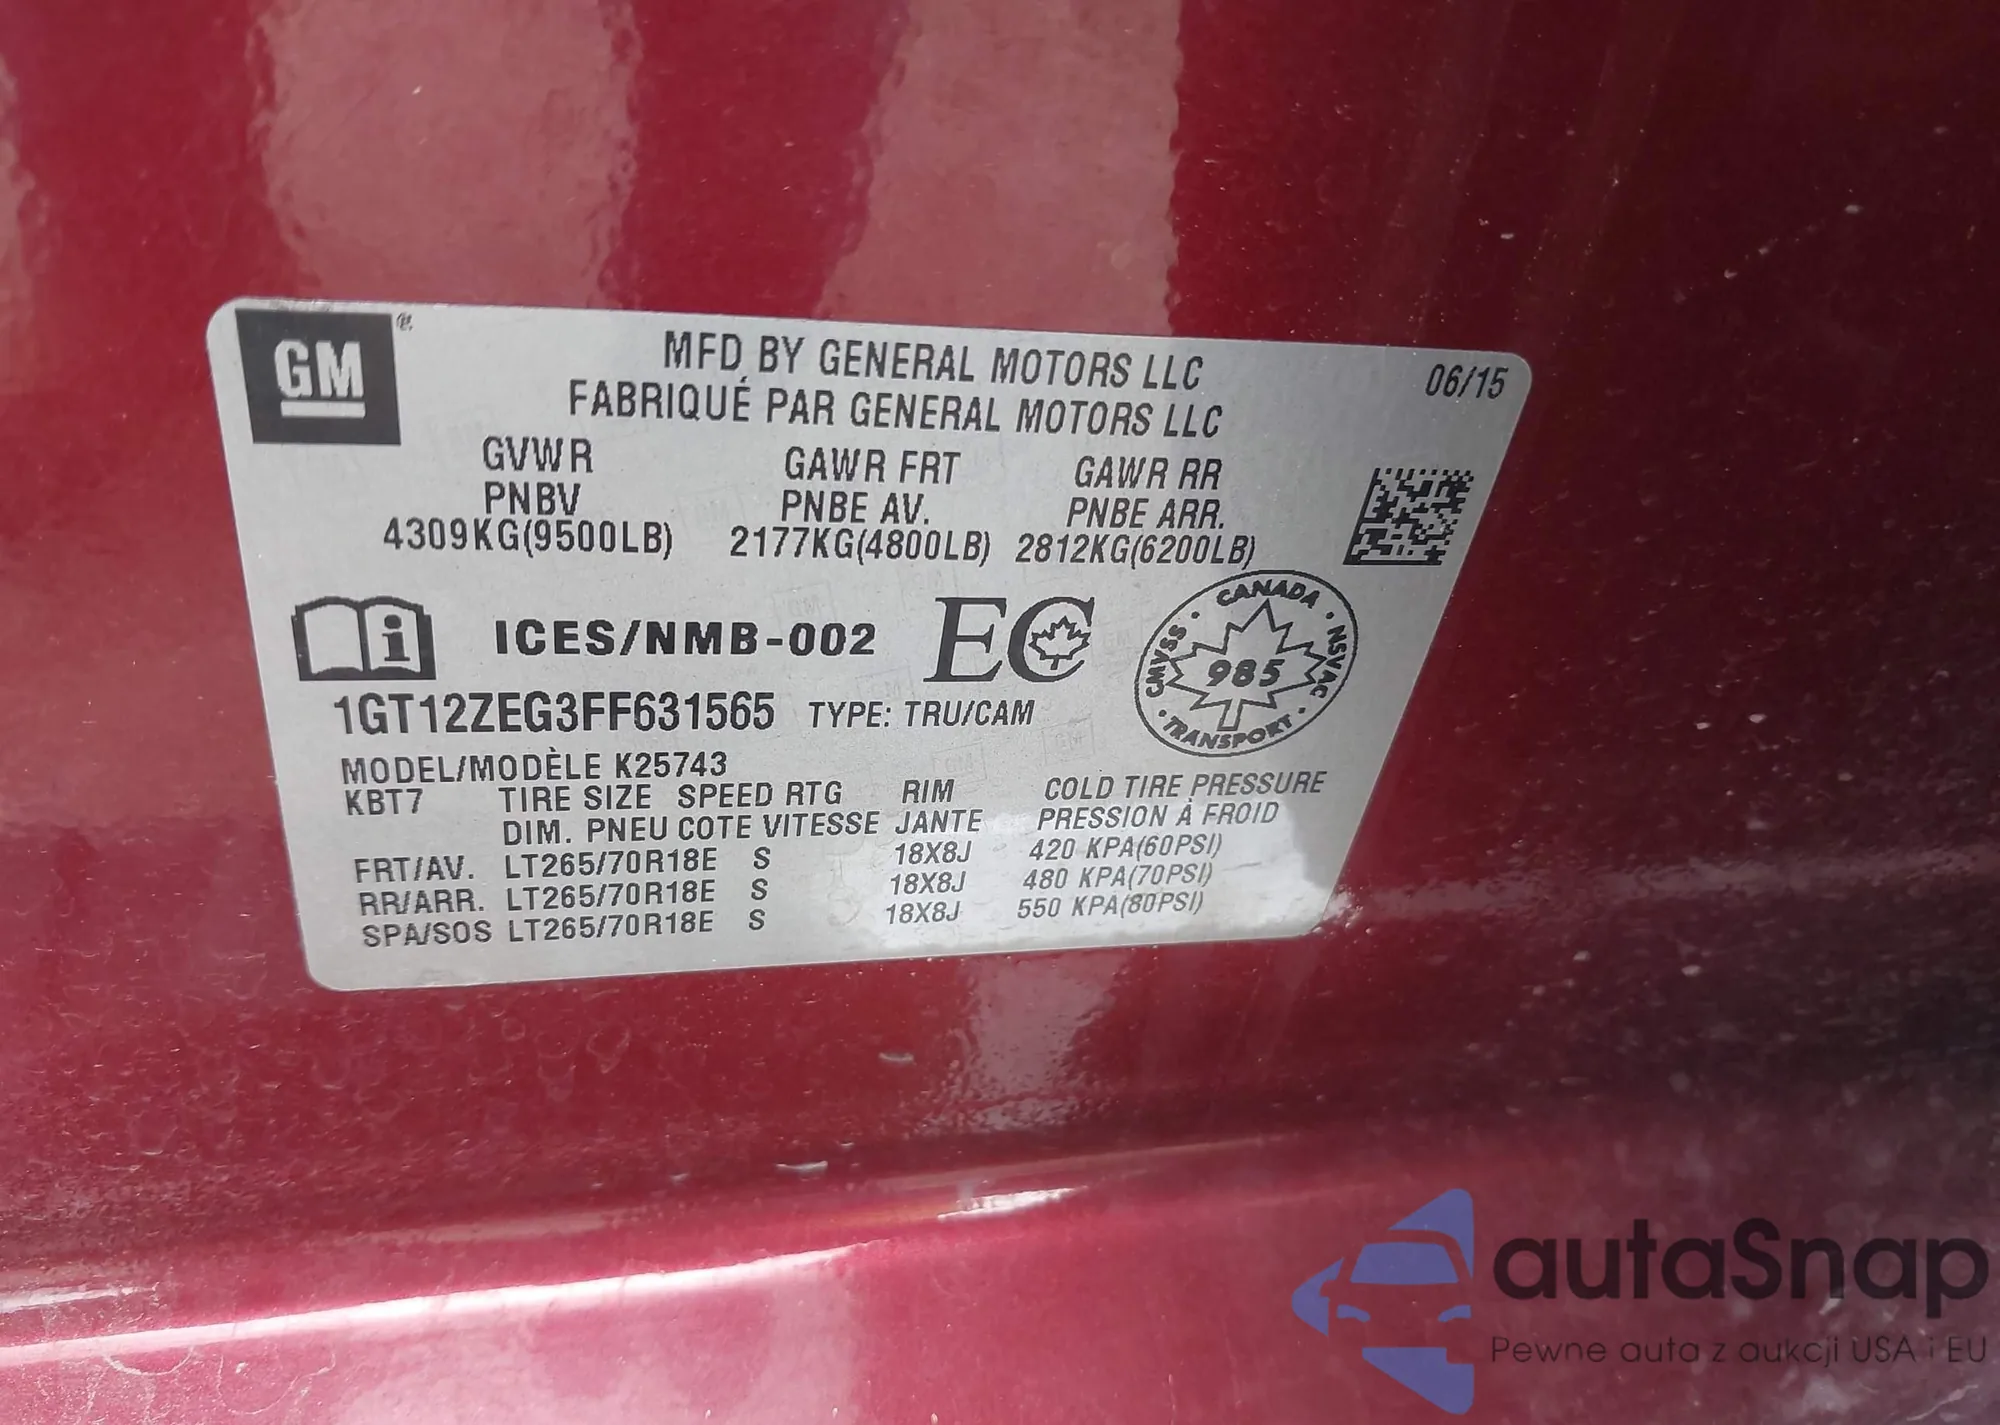 GM
MFD BY GENERAL MOTORS LLC
FABRIQUÉ PAR GENERAL MOTORS LLC
06/15
GVWR GAWR FRT GAWR RR
PNBV PNBE AV. PNBE ARR.
4309KG(9500LB) 2177KG(4800LB) 2812KG(6200LB)
ICES/NMB-002 EC
CANADA · NSVAC · TRANSPORT · CMVSS ·
985
1GT12ZEG3FF631565 TYPE: TRU/CAM
MODEL/MODÈLE K25743
KBT7 TIRE SIZE SPEED RTG RIM COLD TIRE PRESSURE
DIM. PNEU COTE VITESSE JANTE PRESSION À FROID
FRT/AV. LT265/70R18E S 18X8J 420 KPA(60PSI)
RR/ARR. LT265/70R18E S 18X8J 480 KPA(70PSI)
SPA/SOS LT265/70R18E S 18X8J 550 KPA(80PSI)
autaSnap
Pewne auta z aukcji USA i EU